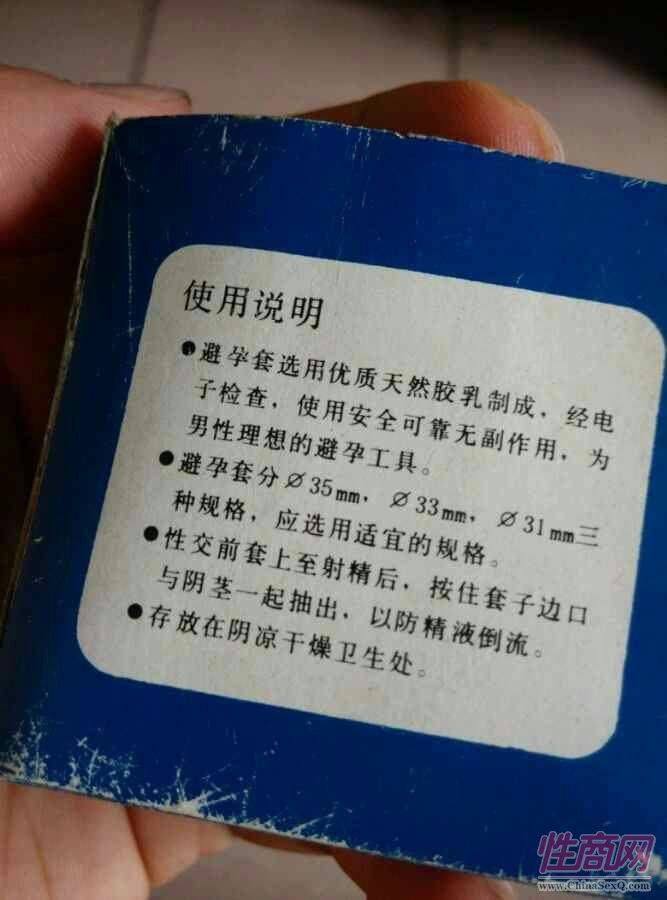 使用说明
●避孕套选用优质天然胶乳制成，经电
子检查，使用安全可靠无副作用，为
男性理想的避孕工具。
●避孕套分∅35mm，∅33mm，∅31mm三
种规格，应选用适宜的规格。
●性交前套上至射精后，按住套子边口
与阴茎一起抽出，以防精液倒流。
●存放在阴凉干燥卫生处。
性商网
www.ChinaSexQ.com